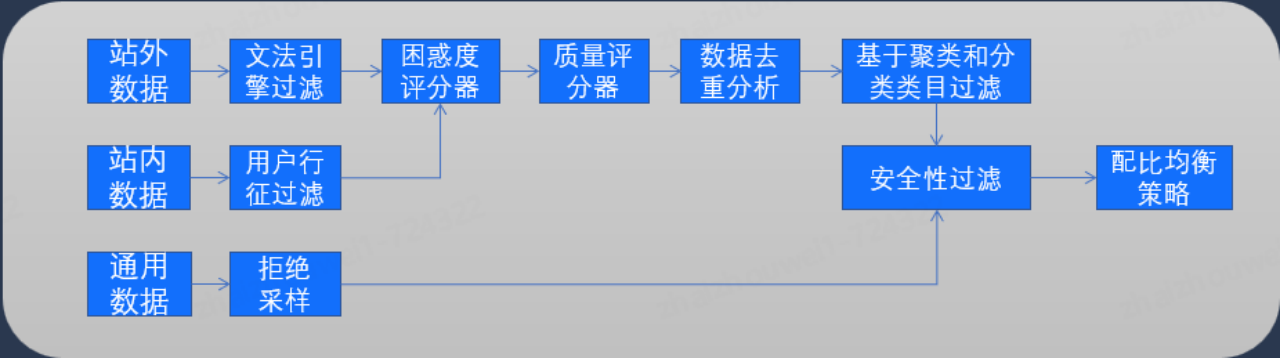 站外
数据
文法引
擎过滤
困惑度
评分器
质量评
分器
数据去
重分析
基于聚类和分
类类目过滤
站内
数据
用户行
征过滤
安全性过滤
配比均衡
策略
通用
数据
拒绝
采样